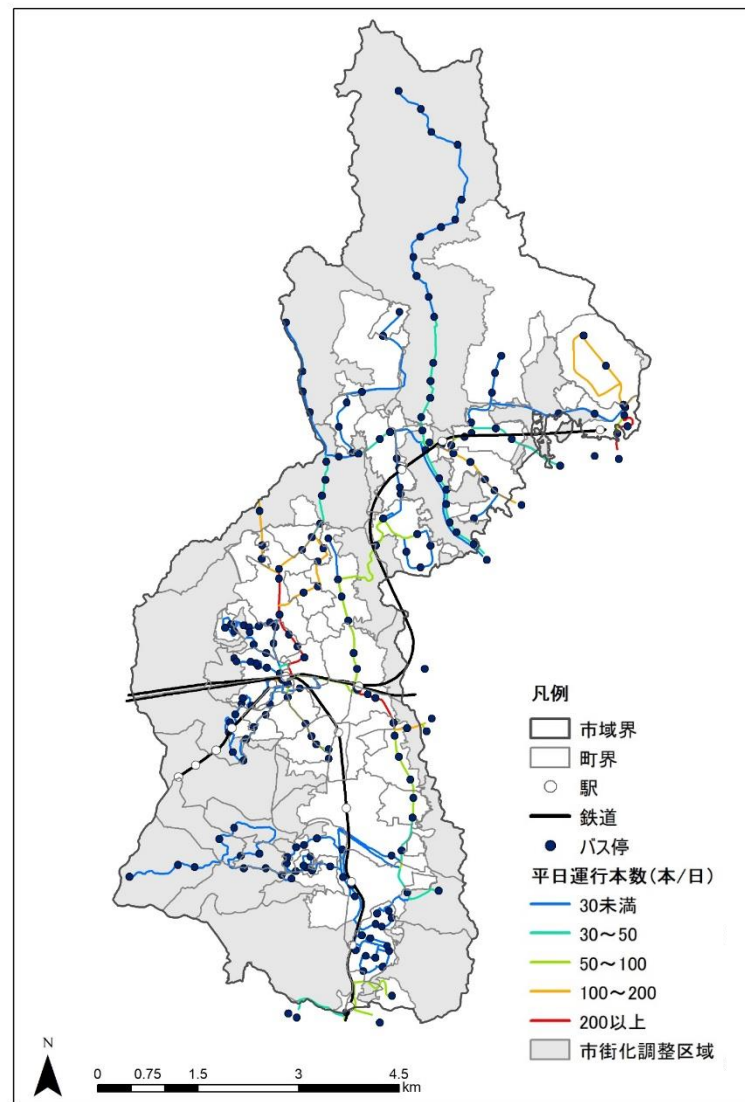 凡例
市域界
町界
駅
鉄道
バス停
平日運行本数(本/日)
30未満
30～50
50～100
100～200
200以上
市街化調整区域
N
0 0.75 1.5 3 4.5
km